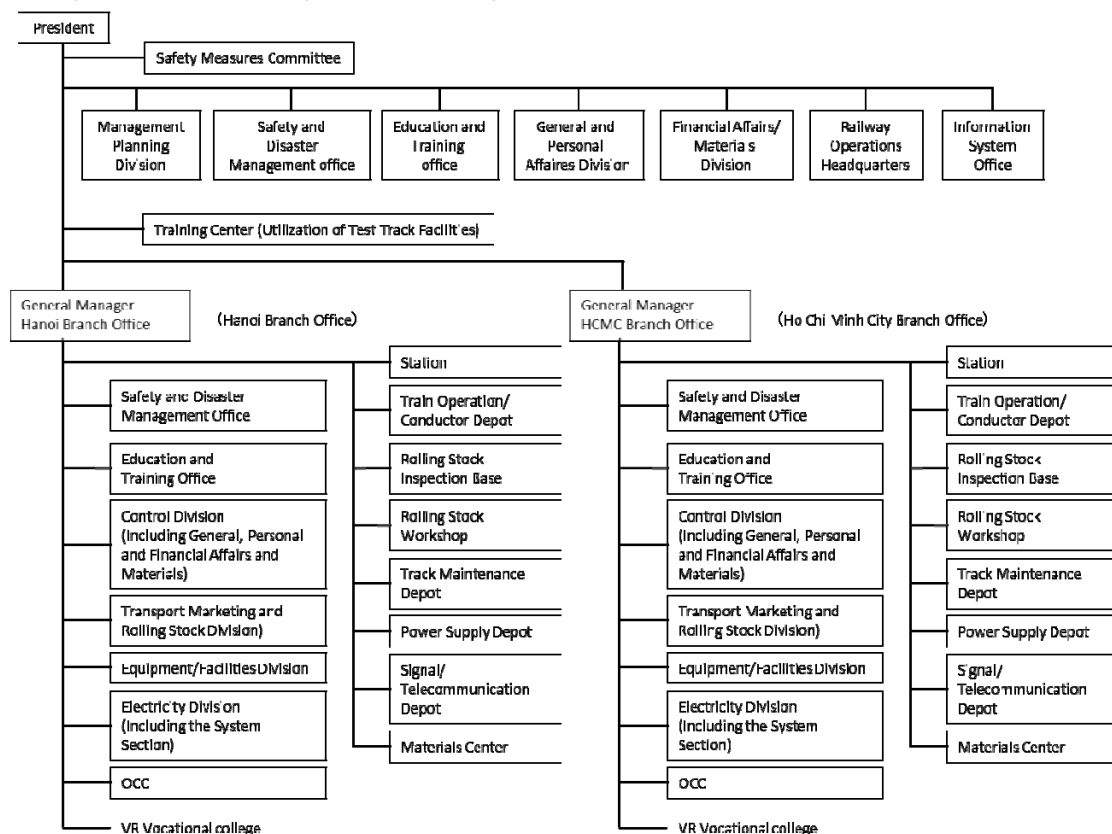 President
Safety Measures Committee
Management
Planning
Division
Safety and
Disaster
Management office
Education and
Training
office
General and
Personal
Affaires Division
Financial Affairs/
Materials
Division
Railway
Operations
Headquarters
Information
System
Office
Training Center (Utilization of Test Track Facilities)
General Manager
Hanoi Branch Office
(Hanoi Branch Office)
Safety and Disaster
Management Office
Education and
Training Office
Control Division
(Including General, Personal
and Financial Affairs and
Materials)
Transport Marketing and
Rolling Stock Division)
Equipment/Facilities Division
Electricity Division
(Including the System
Section)
OCC
VR Vocational college
Station
Train Operation/
Conductor Depot
Rolling Stock
Inspection Base
Rolling Stock
Workshop
Track Maintenance
Depot
Power Supply Depot
Signal/
Telecommunication
Depot
Materials Center
General Manager
HCMC Branch Office
(Ho Chi Minh City Branch Office)
Safety and Disaster
Management Office
Education and
Training Office
Control Division
(Including General, Personal
and Financial Affairs and
Materials)
Transport Marketing and
Rolling Stock Division)
Equipment/Facilities Division
Electricity Division
(Including the System
Section)
OCC
VR Vocational college
Station
Train Operation/
Conductor Depot
Rolling Stock
Inspection Base
Rolling Stock
Workshop
Track Maintenance
Depot
Power Supply Depot
Signal/
Telecommunication
Depot
Materials Center